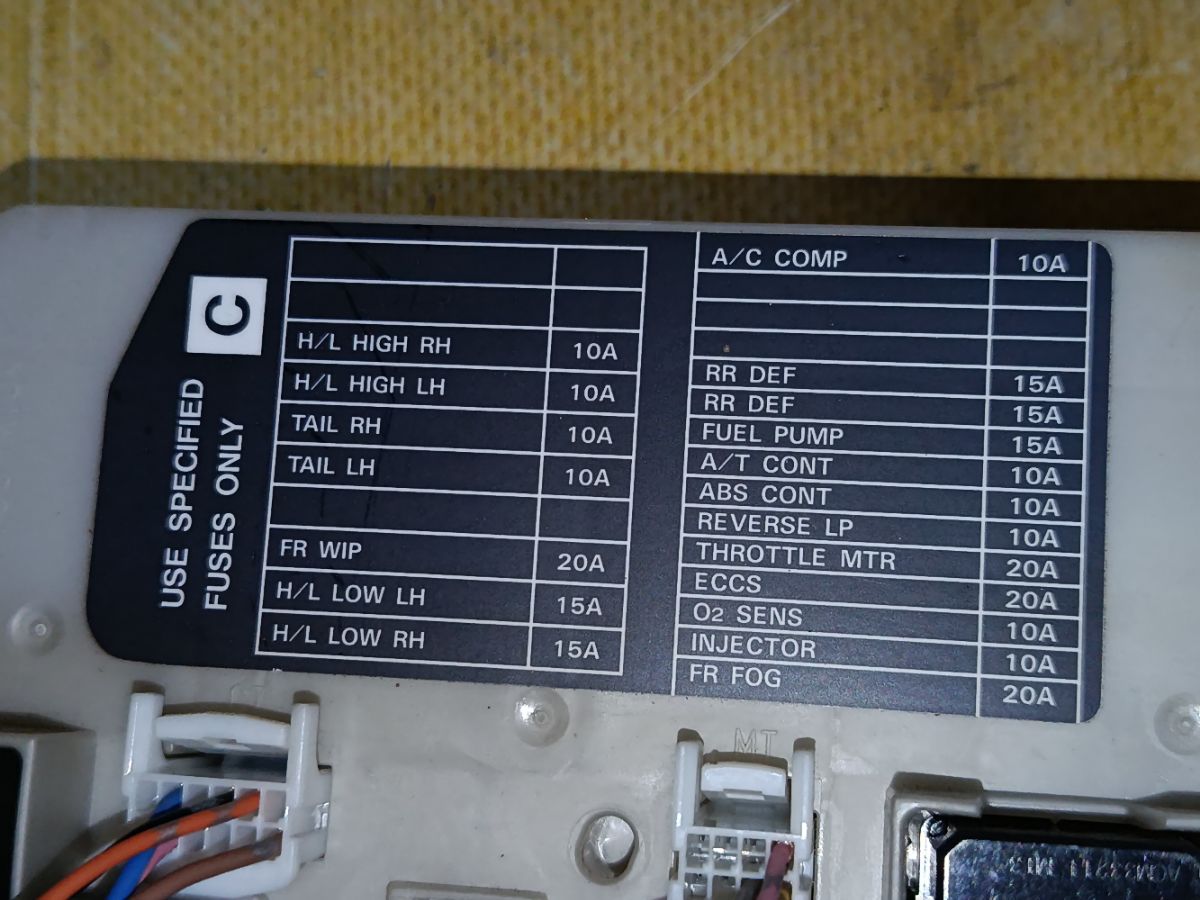 C
USE SPECIFIED
FUSES ONLY
H/L HIGH RH 10A
H/L HIGH LH 10A
TAIL RH 10A
TAIL LH 10A
FR WIP 20A
H/L LOW LH 15A
H/L LOW RH 15A
A/C COMP 10A
RR DEF 15A
RR DEF 15A
FUEL PUMP 15A
A/T CONT 10A
ABS CONT 10A
REVERSE LP 10A
THROTTLE MTR 20A
ECCS 20A
O2 SENS 10A
INJECTOR 10A
FR FOG 20A
MT